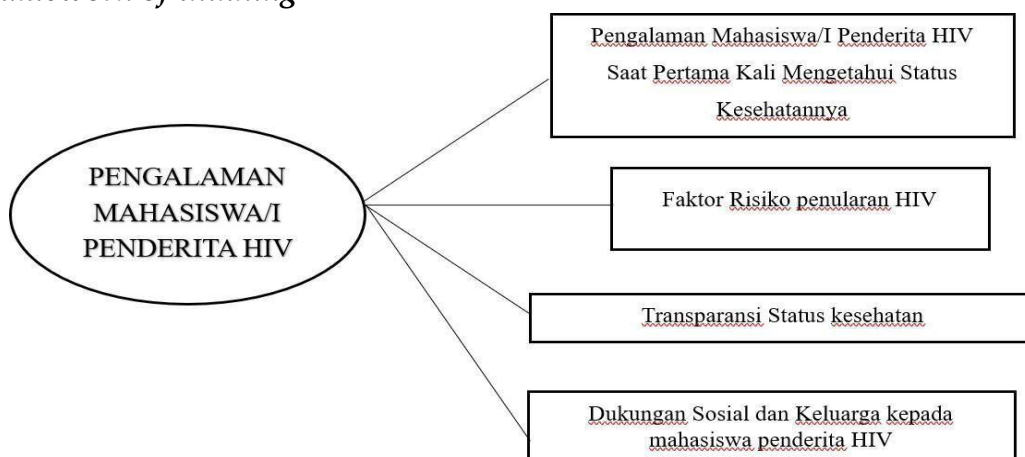 of
PENGALAMAN
MAHASISWA/I
PENDERITA HIV
Pengalaman Mahasiswa/I Penderita HIV
Saat Pertama Kali Mengetahui Status
Kesehatannya
Faktor Risiko penularan HIV
Transparansi Status kesehatan
Dukungan Sosial dan Keluarga kepada
mahasiswa penderita HIV